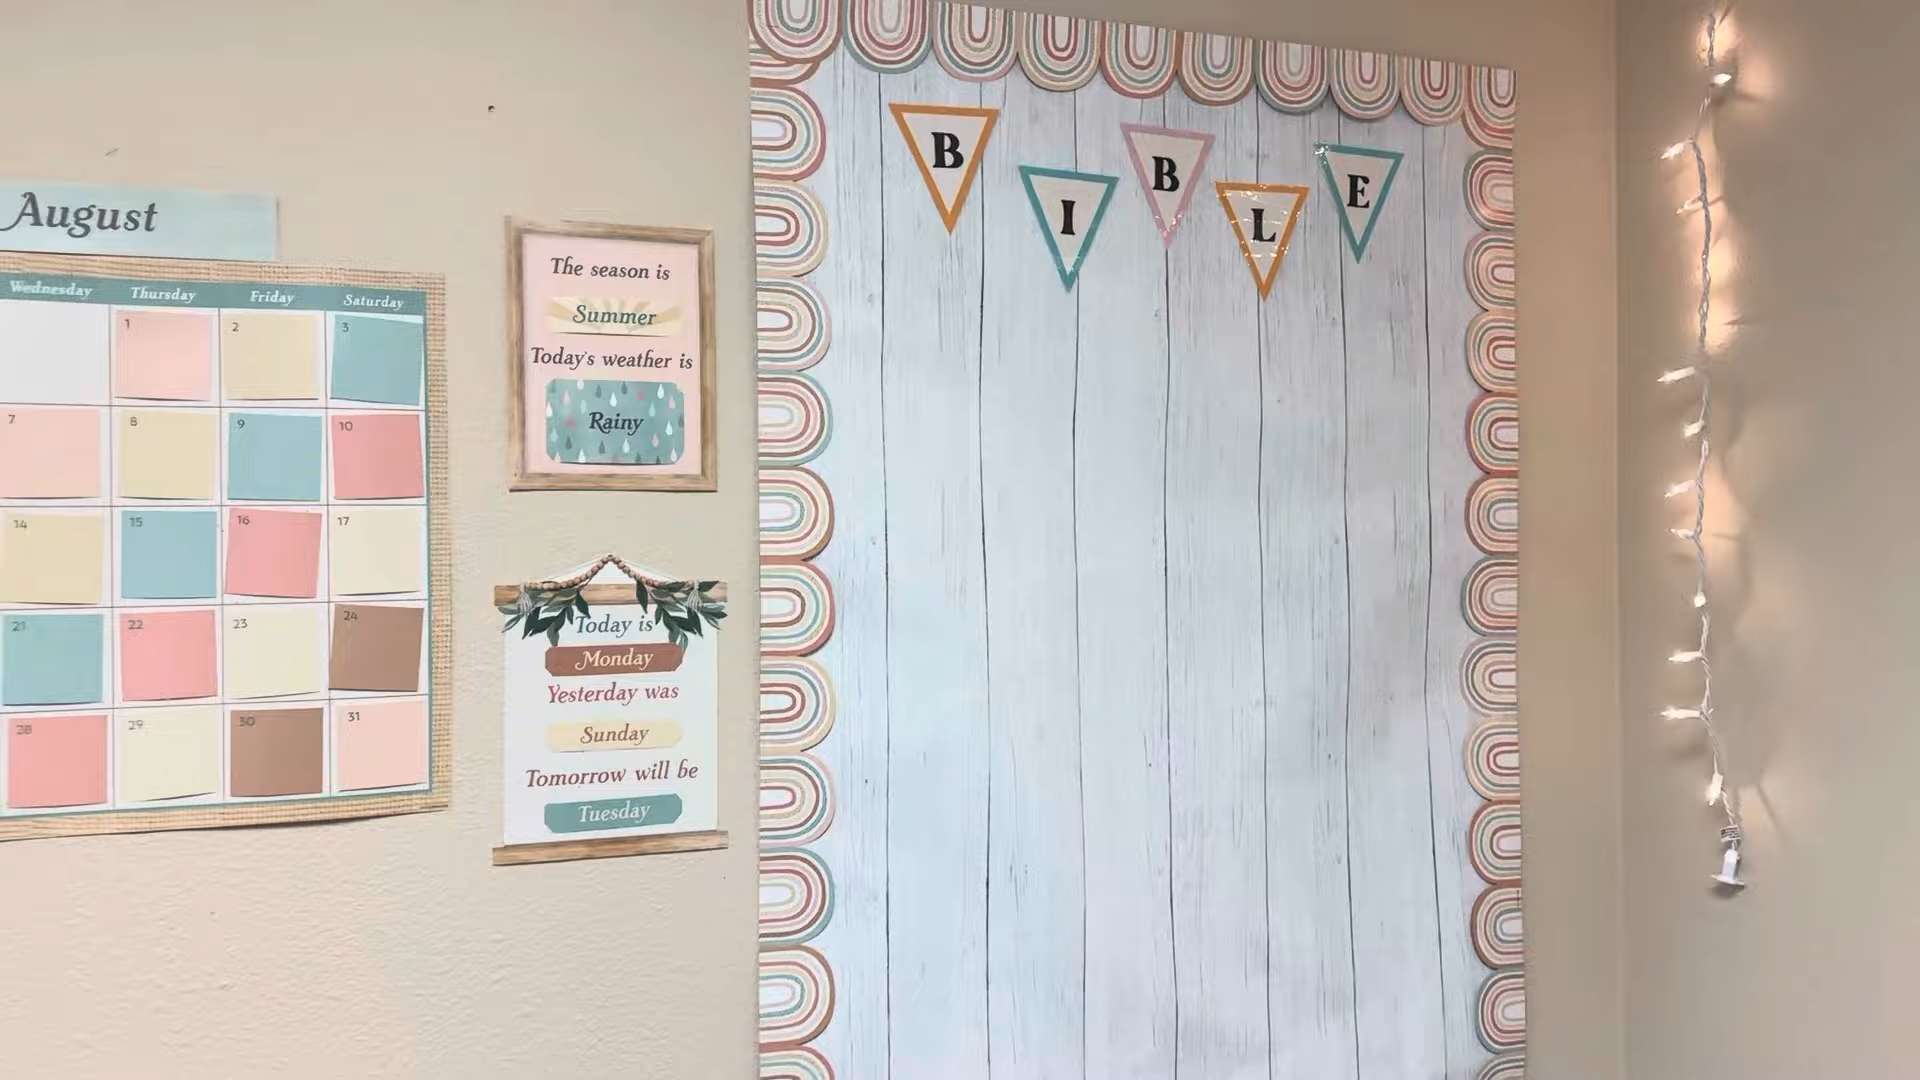 August
Wednesday Thursday Friday Saturday
1 2 3
7 8 9 10
14 15 16 17
21 22 23 24
28 29 30 31
The season is
Summer
Today's weather is
Rainy
Today is
Monday
Yesterday was
Sunday
Tomorrow will be
Tuesday
BIBLE